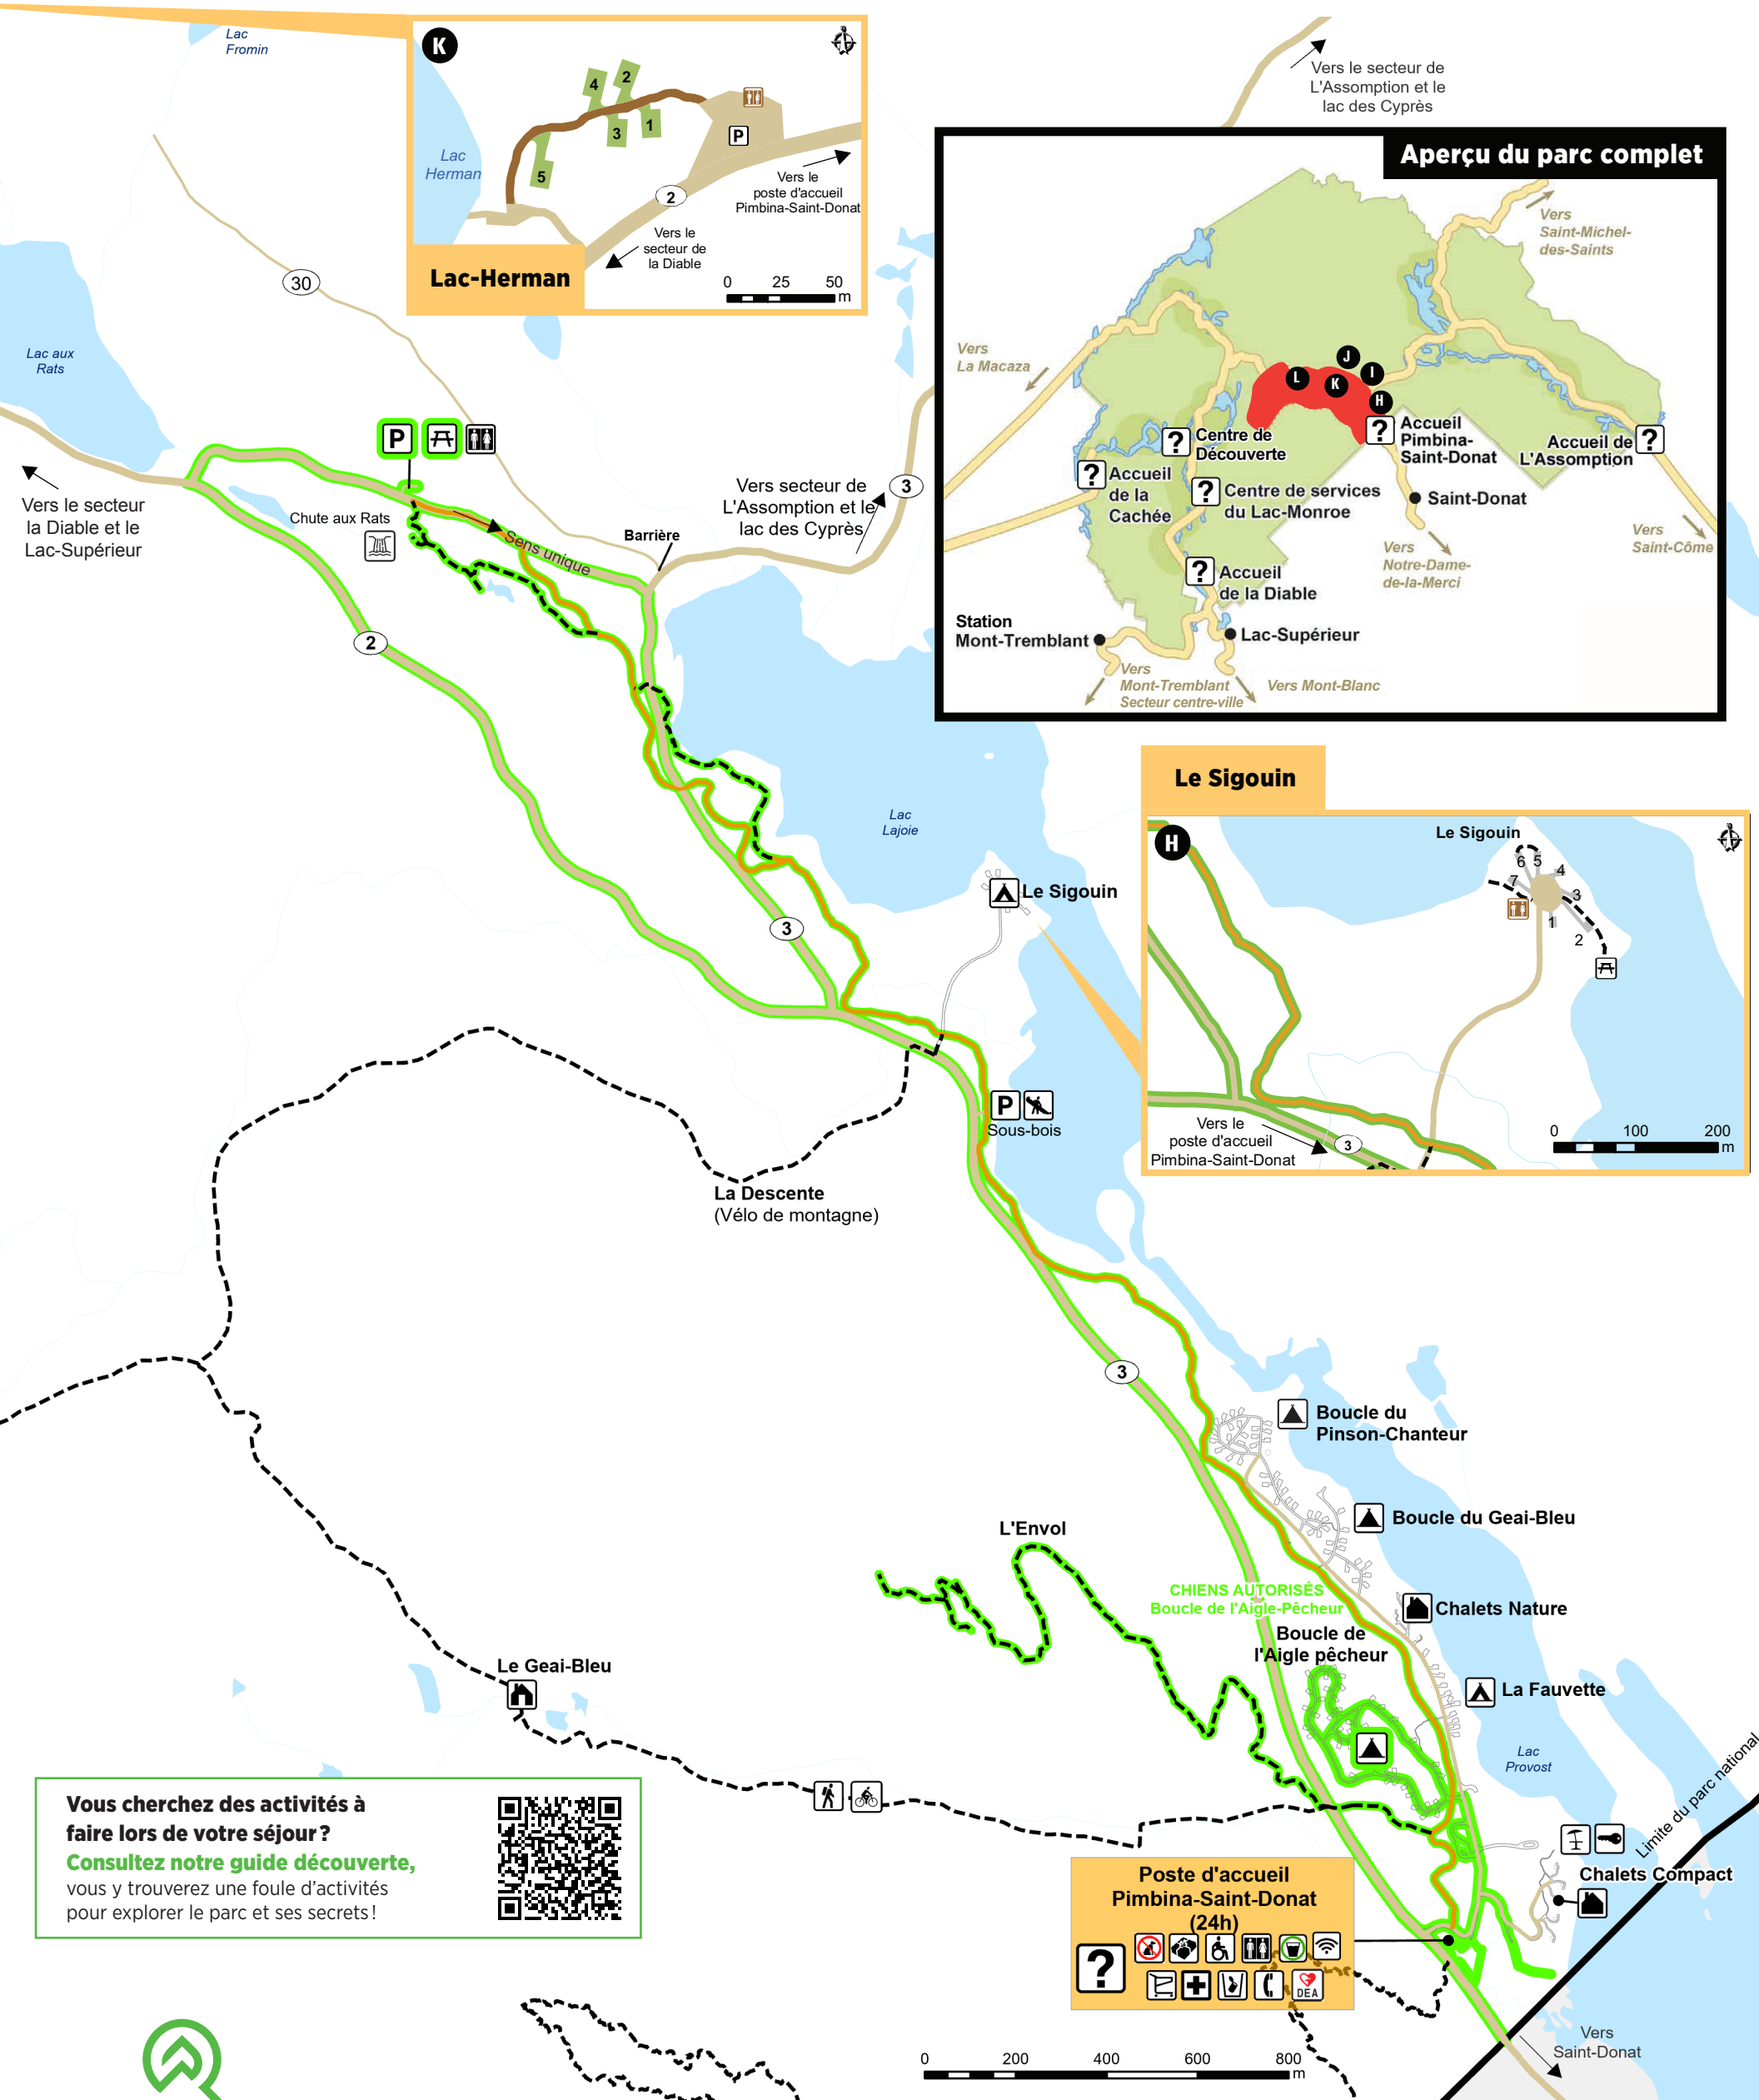 Lac
Fromin
K
4
2
3
1
5
P
Lac
Herman
2
Vers le
poste d'accueil
Pimbina-Saint-Donat
Vers le
secteur de
la Diable
Lac-Herman
0 25 50
m
Vers le secteur de
L'Assomption et le
lac des Cyprès
Aperçu du parc complet
Vers
Saint-Michel-
des-Saints
Vers
La Macaza
J
I
L
K
H
?
Accueil
Pimbina-
Saint-Donat
?
Centre de
Découverte
?
Accueil de
L'Assomption
?
Accueil
de la
Cachée
?
Centre de services
du Lac-Monroe
Saint-Donat
Vers
Saint-Côme
Vers
Notre-Dame-
de-la-Merci
?
Accueil
de la Diable
Station
Mont-Tremblant
Lac-Supérieur
Vers
Mont-Tremblant
Secteur centre-ville
Vers Mont-Blanc
30
Lac aux
Rats
P
Vers le secteur
la Diable et le
Lac-Supérieur
Chute aux Rats
Sens unique
Barrière
Vers secteur de
L'Assomption et le
lac des Cyprès
3
2
Lac
Lajoie
Le Sigouin
3
Le Sigouin
H
Le Sigouin
6 5
4
7
3
1
2
Vers le
poste d'accueil
Pimbina-Saint-Donat
3
0 100 200
m
P
Sous-bois
La Descente
(Vélo de montagne)
3
Boucle du
Pinson-Chanteur
Boucle du Geai-Bleu
L'Envol
CHIENS AUTORISÉS
Boucle de l'Aigle-Pêcheur
Chalets Nature
Boucle de
l'Aigle pêcheur
La Fauvette
Le Geai-Bleu
Lac
Provost
Limite du parc national
Chalets Compact
Vous cherchez des activités à
faire lors de votre séjour ?
Consultez notre guide découverte,
vous y trouverez une foule d'activités
pour explorer le parc et ses secrets !
Poste d'accueil
Pimbina-Saint-Donat
(24h)
?
DEA
Vers
Saint-Donat
0 200 400 600 800
m